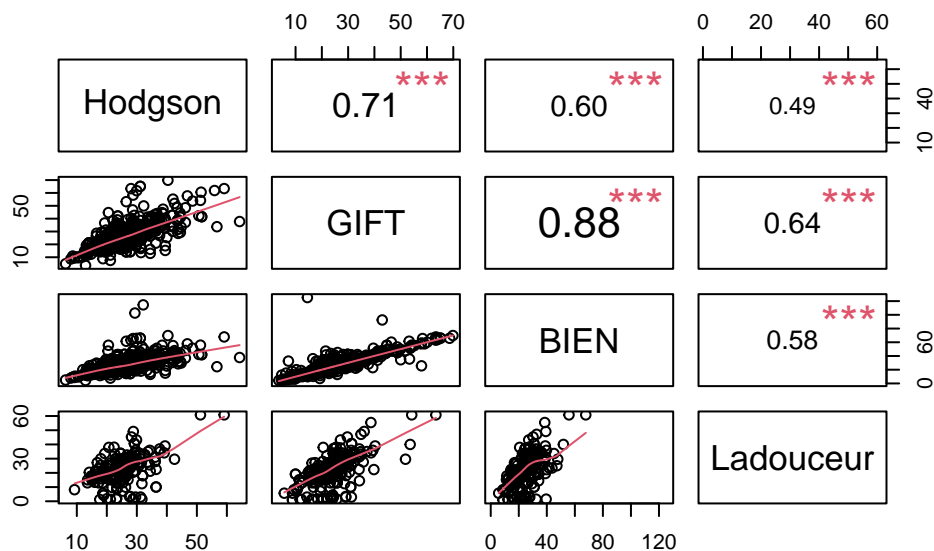 10 30 50 70 0 20 40 60
Hodgson 0.71 *** 0.60 *** 0.49 *** 10 40
10 50 GIFT 0.88 *** 0.64 ***
BIEN 0.58 *** 0 60
0 30 60 Ladouceur
10 30 50 0 40 80 120